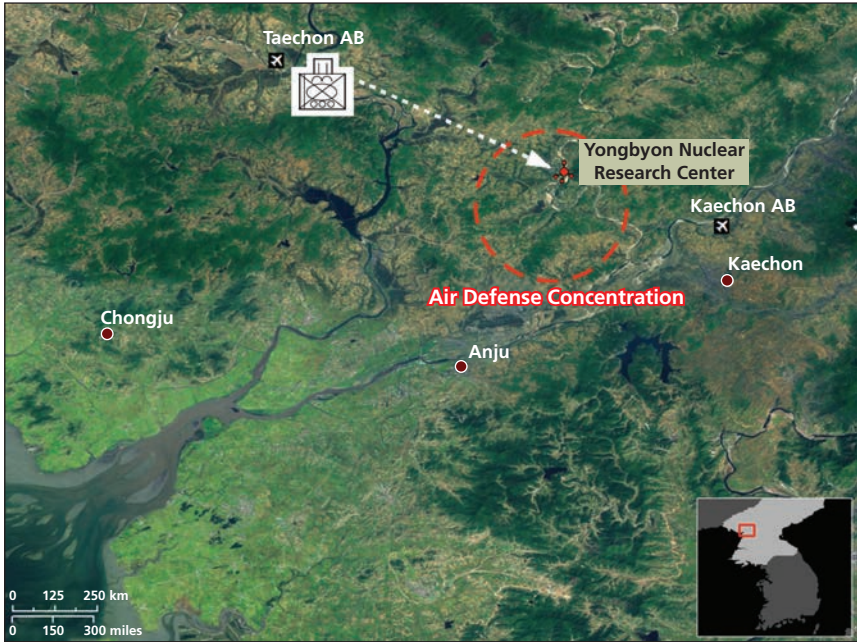 Taechon AB
Yongbyon Nuclear
Research Center
Kaechon AB
Kaechon
Air Defense Concentration
Chongju
Anju
0 125 250 km
0 150 300 miles